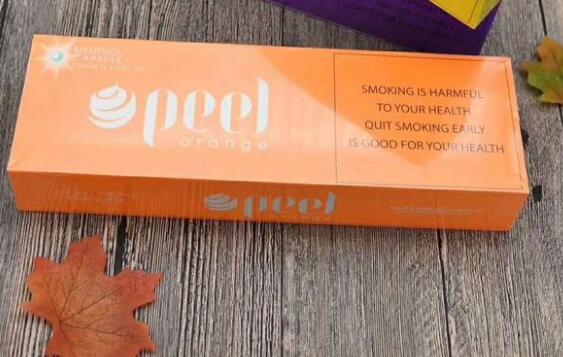 MENTHOL
CAPSULE
peel
orange
SMOKING IS HARMFUL
TO YOUR HEALTH
QUIT SMOKING EARLY
IS GOOD FOR YOUR HEALTH
peel